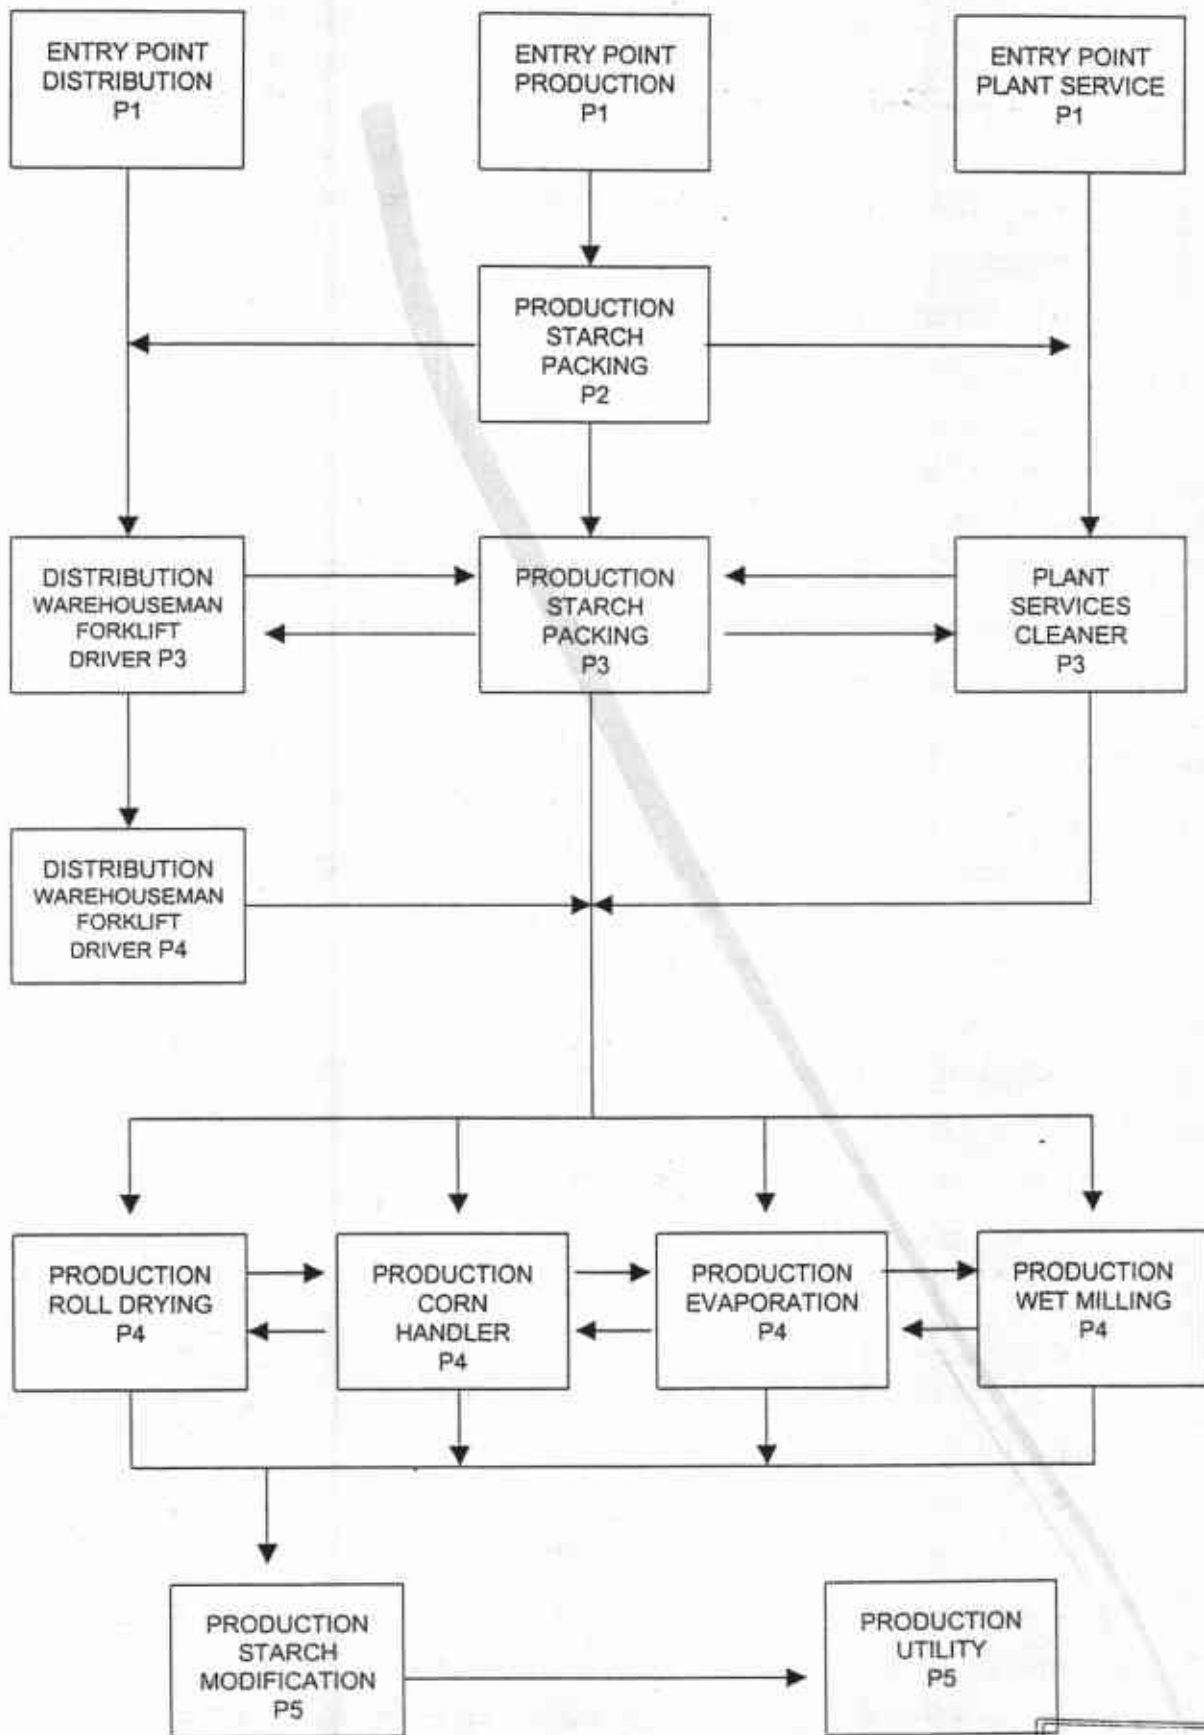 ENTRY POINT
DISTRIBUTION
P1
ENTRY POINT
PRODUCTION
P1
ENTRY POINT
PLANT SERVICE
P1
PRODUCTION
STARCH
PACKING
P2
DISTRIBUTION
WAREHOUSEMAN
FORKLIFT
DRIVER P3
PRODUCTION
STARCH
PACKING
P3
PLANT
SERVICES
CLEANER
P3
DISTRIBUTION
WAREHOUSEMAN
FORKLIFT
DRIVER P4
PRODUCTION
ROLL DRYING
P4
PRODUCTION
CORN
HANDLER
P4
PRODUCTION
EVAPORATION
P4
PRODUCTION
WET MILLING
P4
PRODUCTION
STARCH
MODIFICATION
P5
PRODUCTION
UTILITY
P5